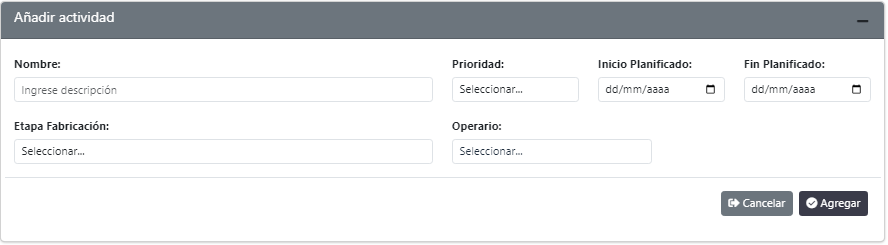 Añadir actividad
Nombre: Prioridad: Inicio Planificado: Fin Planificado:
Ingrese descripción Seleccionar... dd/mm/aaaa dd/mm/aaaa
Etapa Fabricación: Operario:
Seleccionar... Seleccionar...
Cancelar Agregar